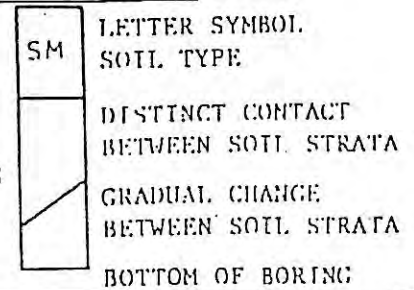 SM
LETTER SYMBOL
SOIL TYPE
DISTINCT CONTACT
BETWEEN SOIL STRATA
GRADUAL CHANGE
BETWEEN SOIL STRATA
BOTTOM OF BORING